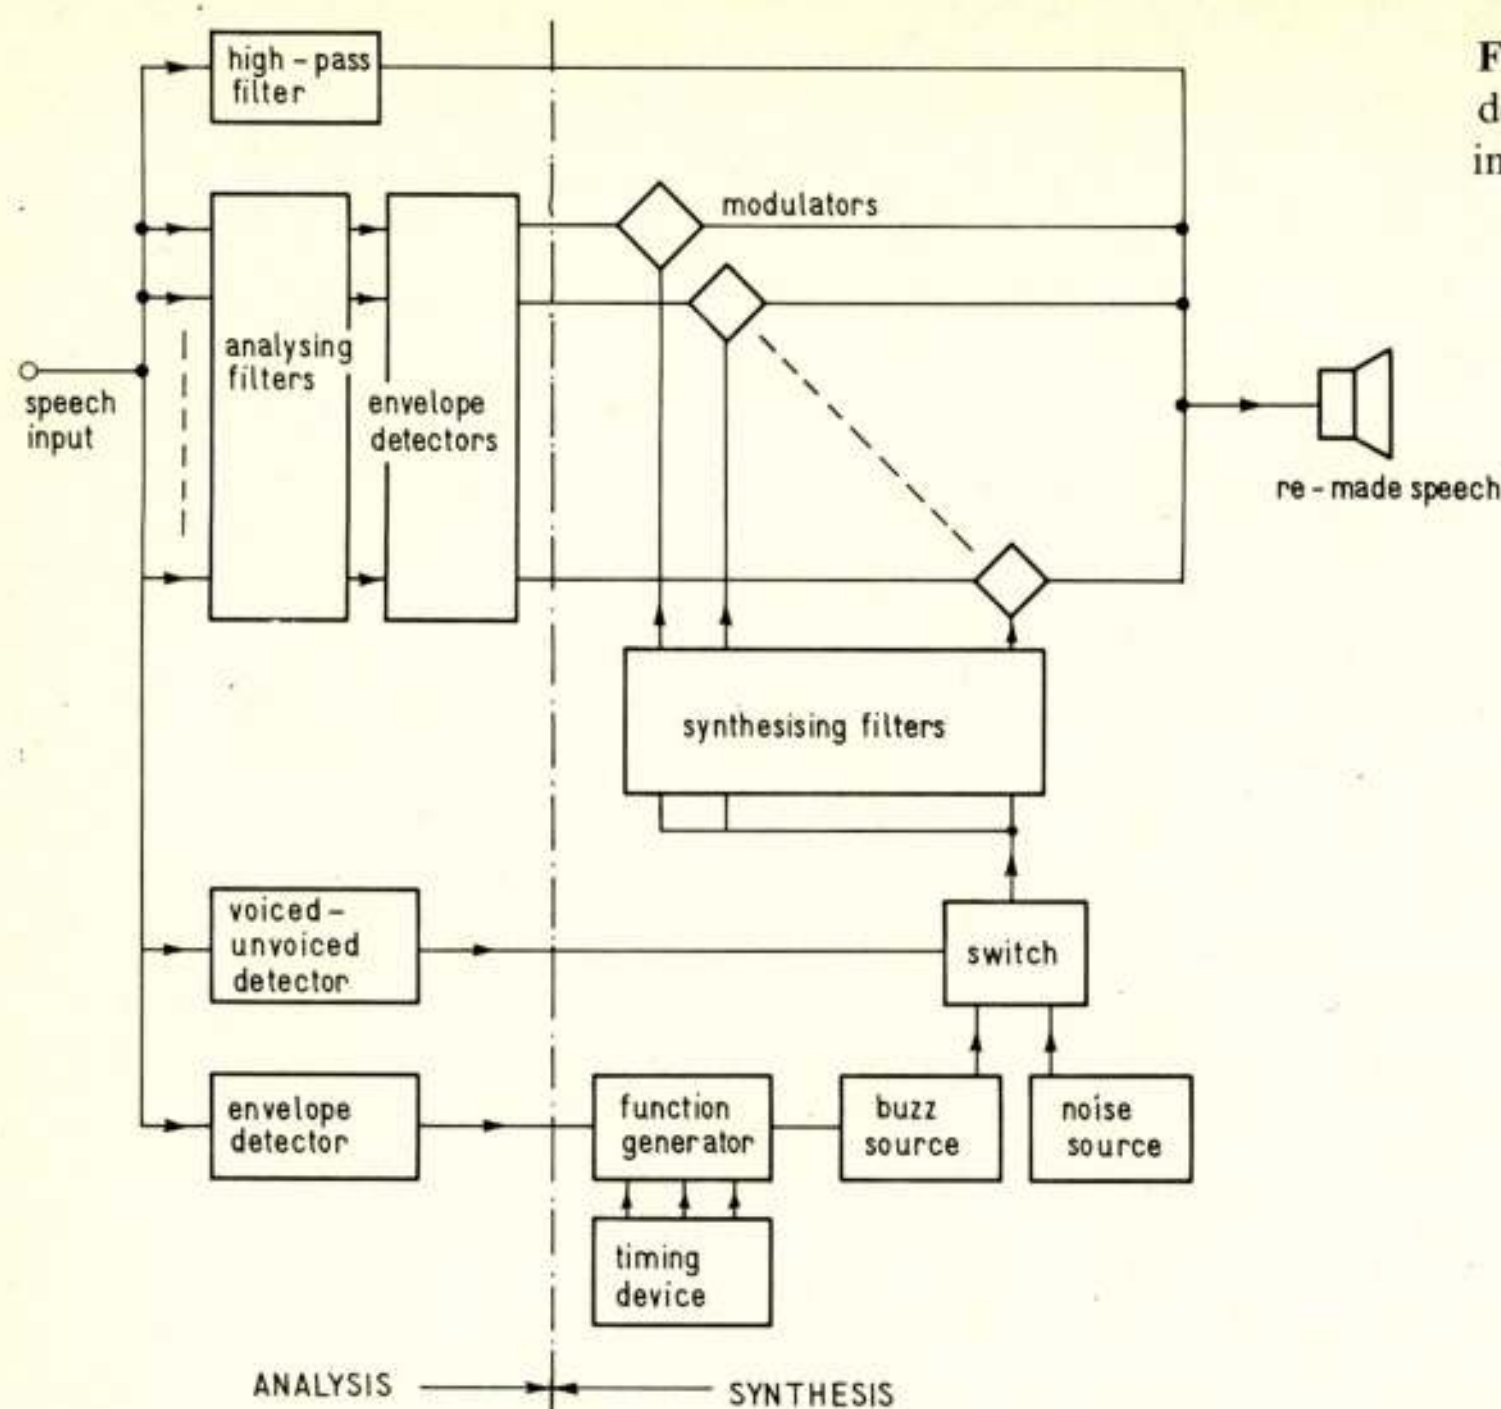 high-pass
filter
modulators
analysing
filters
envelope
detectors
speech
input
re-made speech
synthesising filters
voiced-
unvoiced
detector
switch
envelope
detector
function
generator
buzz
source
noise
source
timing
device
ANALYSIS
SYNTHESIS